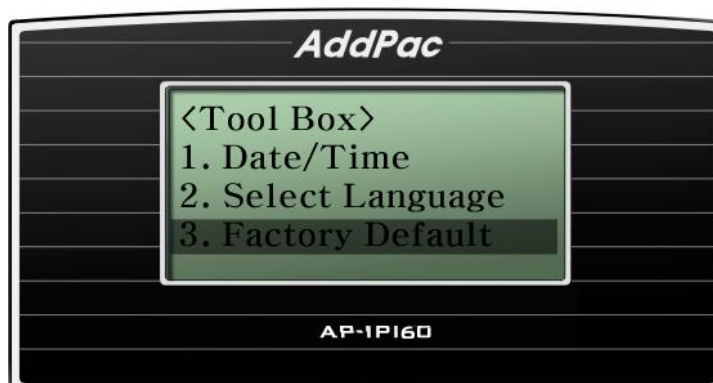 AddPac
<Tool Box>
1. Date/Time
2. Select Language
3. Factory Default
AP-IP160